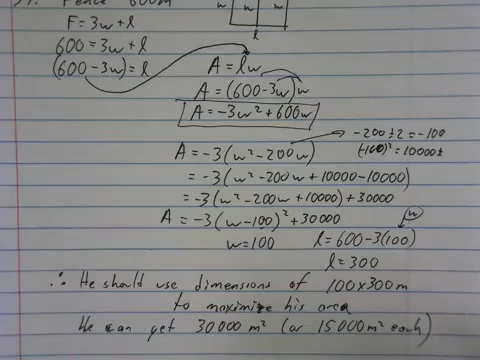 Fence 600m
w w
l
F = 3w + l
600 = 3w + l
(600 - 3w) = l
A = lw
A = (600 - 3w)w
A = -3w² + 600w
A = -3(w² - 200w)
-200 ÷ 2 = -100
(-100)² = 10000
= -3(w² - 200w + 10000 - 10000)
= -3(w² - 200w + 10000) + 30000
A = -3(w - 100)² + 30000
w
w = 100
l = 600 - 3(100)
l = 300
∴ He should use dimensions of 100 x 300m
to maximize his area
He can get 30000 m² (or 15000m² each)